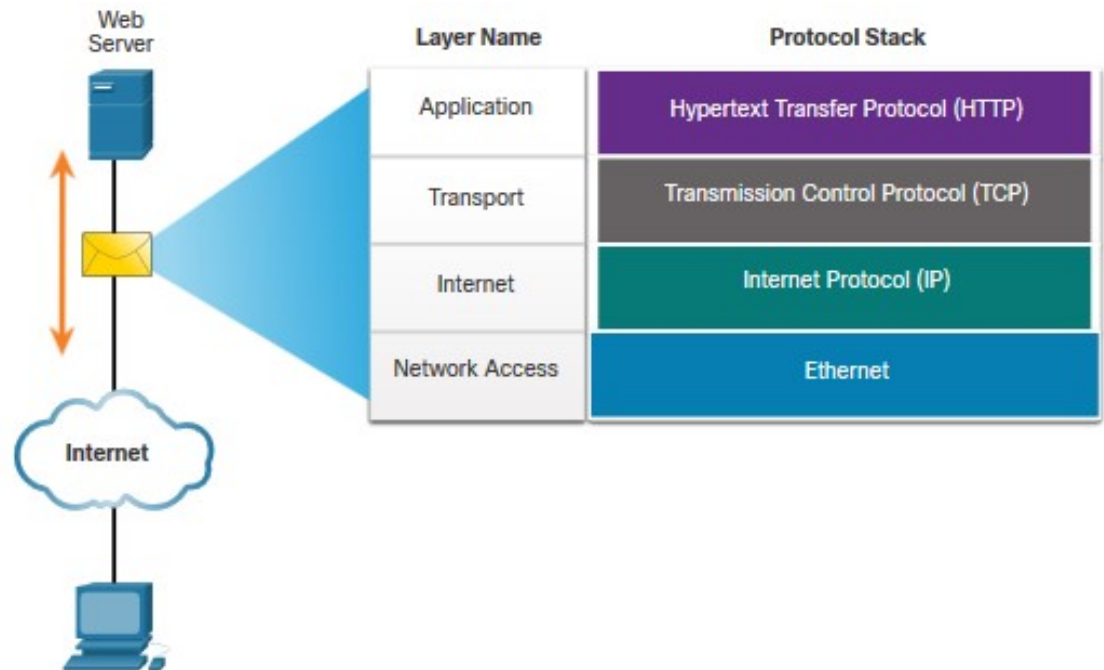 Web
Server
Layer Name
Protocol Stack
Application
Hypertext Transfer Protocol (HTTP)
Transport
Transmission Control Protocol (TCP)
Internet
Internet Protocol (IP)
Network Access
Ethernet
Internet